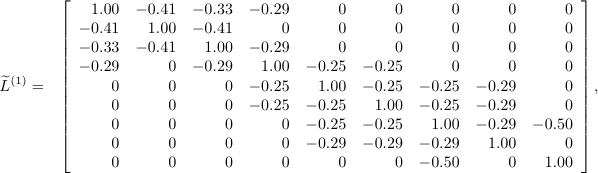 1.00 −0.41 −0.33 −0.29 0 0 0 0 0
−0.41 1.00 −0.41 0 0 0 0 0 0
−0.33 −0.41 1.00 −0.29 0 0 0 0 0
−0.29 0 −0.29 1.00 −0.25 −0.25 0 0 0
L̃⁽¹⁾ = 0 0 0 −0.25 1.00 −0.25 −0.25 −0.29 0 ,
0 0 0 −0.25 −0.25 1.00 −0.25 −0.29 0
0 0 0 0 −0.25 −0.25 1.00 −0.29 −0.50
0 0 0 0 −0.29 −0.29 −0.29 1.00 0
0 0 0 0 0 0 −0.50 0 1.00